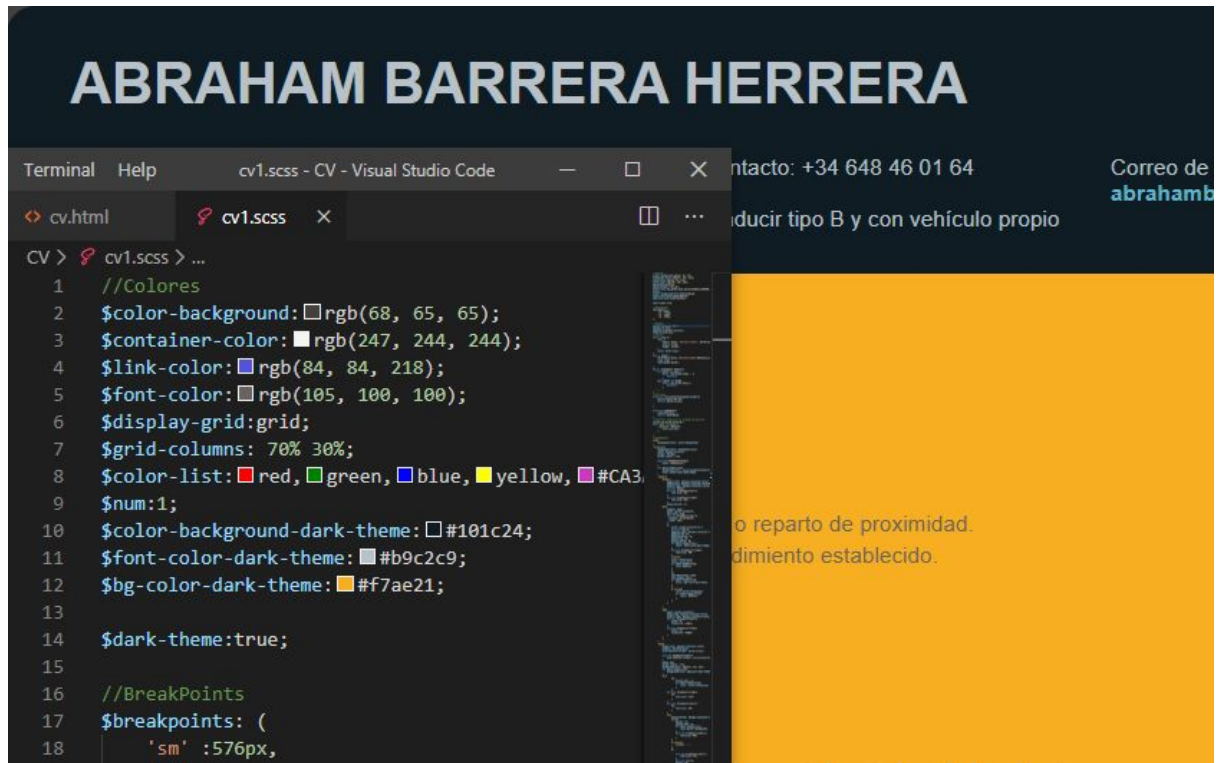 ABRAHAM BARRERA HERRERA
ntacto: +34 648 46 01 64
Correo de
abrahamb
ducir tipo B y con vehículo propio
Terminal Help cv1.scss - CV - Visual Studio Code
cv.html cv1.scss
CV > cv1.scss > ...
1 //Colores
2 $color-background: rgb(68, 65, 65);
3 $container-color: rgb(247, 244, 244);
4 $link-color: rgb(84, 84, 218);
5 $font-color: rgb(105, 100, 100);
6 $display-grid:grid;
7 $grid-columns: 70% 30%;
8 $color-list: red, green, blue, yellow, #CA3
9 $num:1;
10 $color-background-dark-theme: #101c24;
11 $font-color-dark-theme: #b9c2c9;
12 $bg-color-dark-theme: #f7ae21;
13
14 $dark-theme:true;
15
16 //BreakPoints
17 $breakpoints: (
18 'sm' :576px,
o reparto de proximidad.
dimiento establecido.